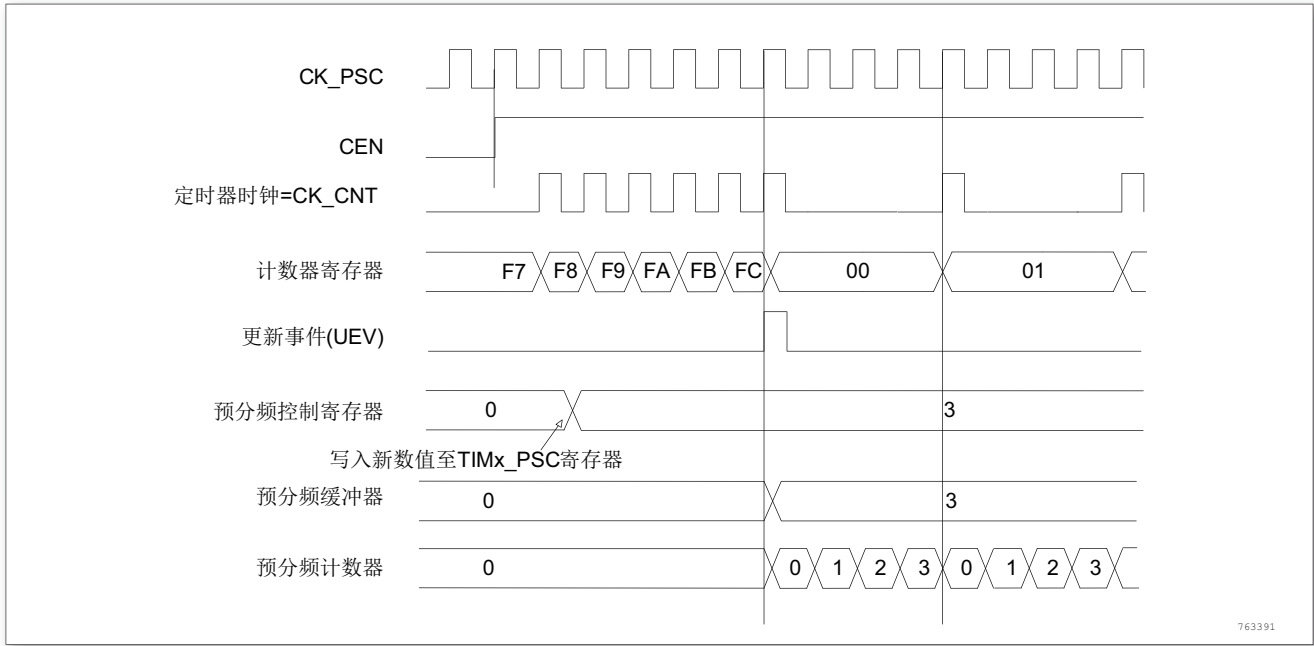 CK_PSC
CEN
定时器时钟=CK_CNT
计数器寄存器 F7 F8 F9 FA FB FC 00 01
更新事件(UEV)
预分频控制寄存器 0 3
写入新数值至TIMx_PSC寄存器
预分频缓冲器 0 3
预分频计数器 0 0 1 2 3 0 1 2 3
763391